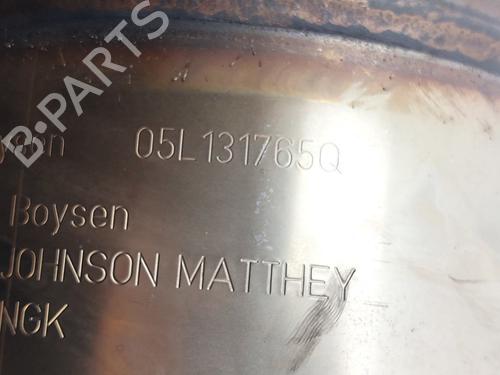 B-PARTS
05L131765Q
Boysen
JOHNSON MATTHEY
NGK